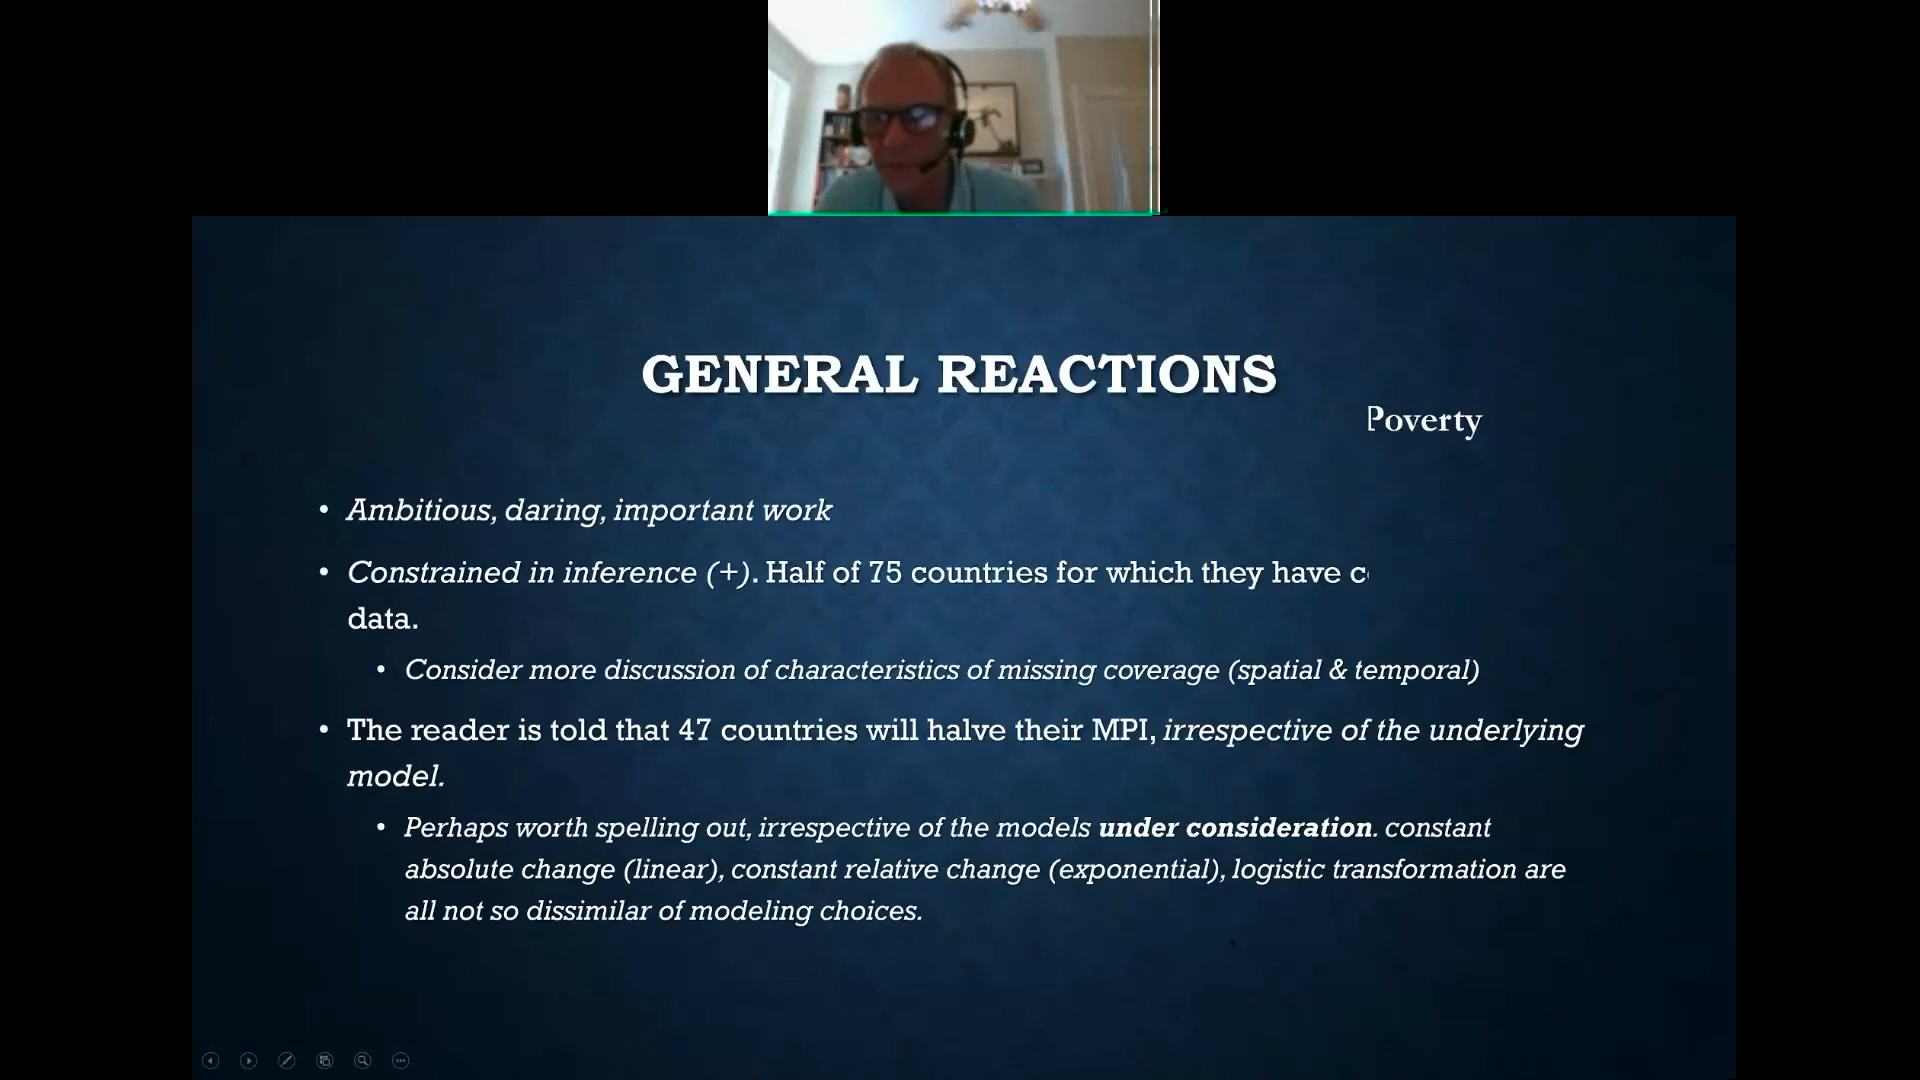 GENERAL REACTIONS
Poverty
• Ambitious, daring, important work
• Constrained in inference (+). Half of 75 countries for which they have
data.
• Consider more discussion of characteristics of missing coverage (spatial & temporal)
• The reader is told that 47 countries will halve their MPI, irrespective of the underlying
model.
• Perhaps worth spelling out, irrespective of the models under consideration. constant
absolute change (linear), constant relative change (exponential), logistic transformation are
all not so dissimilar of modeling choices.